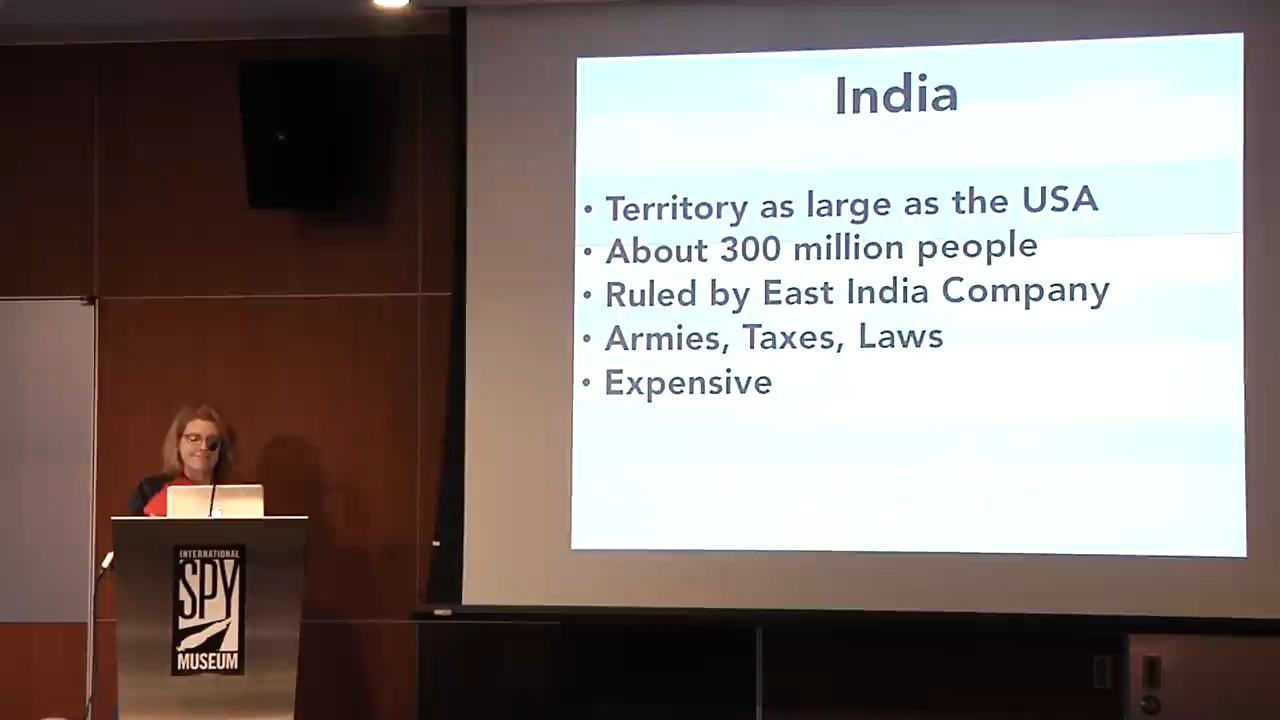 India
• Territory as large as the USA
• About 300 million people
• Ruled by East India Company
• Armies, Taxes, Laws
• Expensive
INTERNATIONAL
SPY
MUSEUM